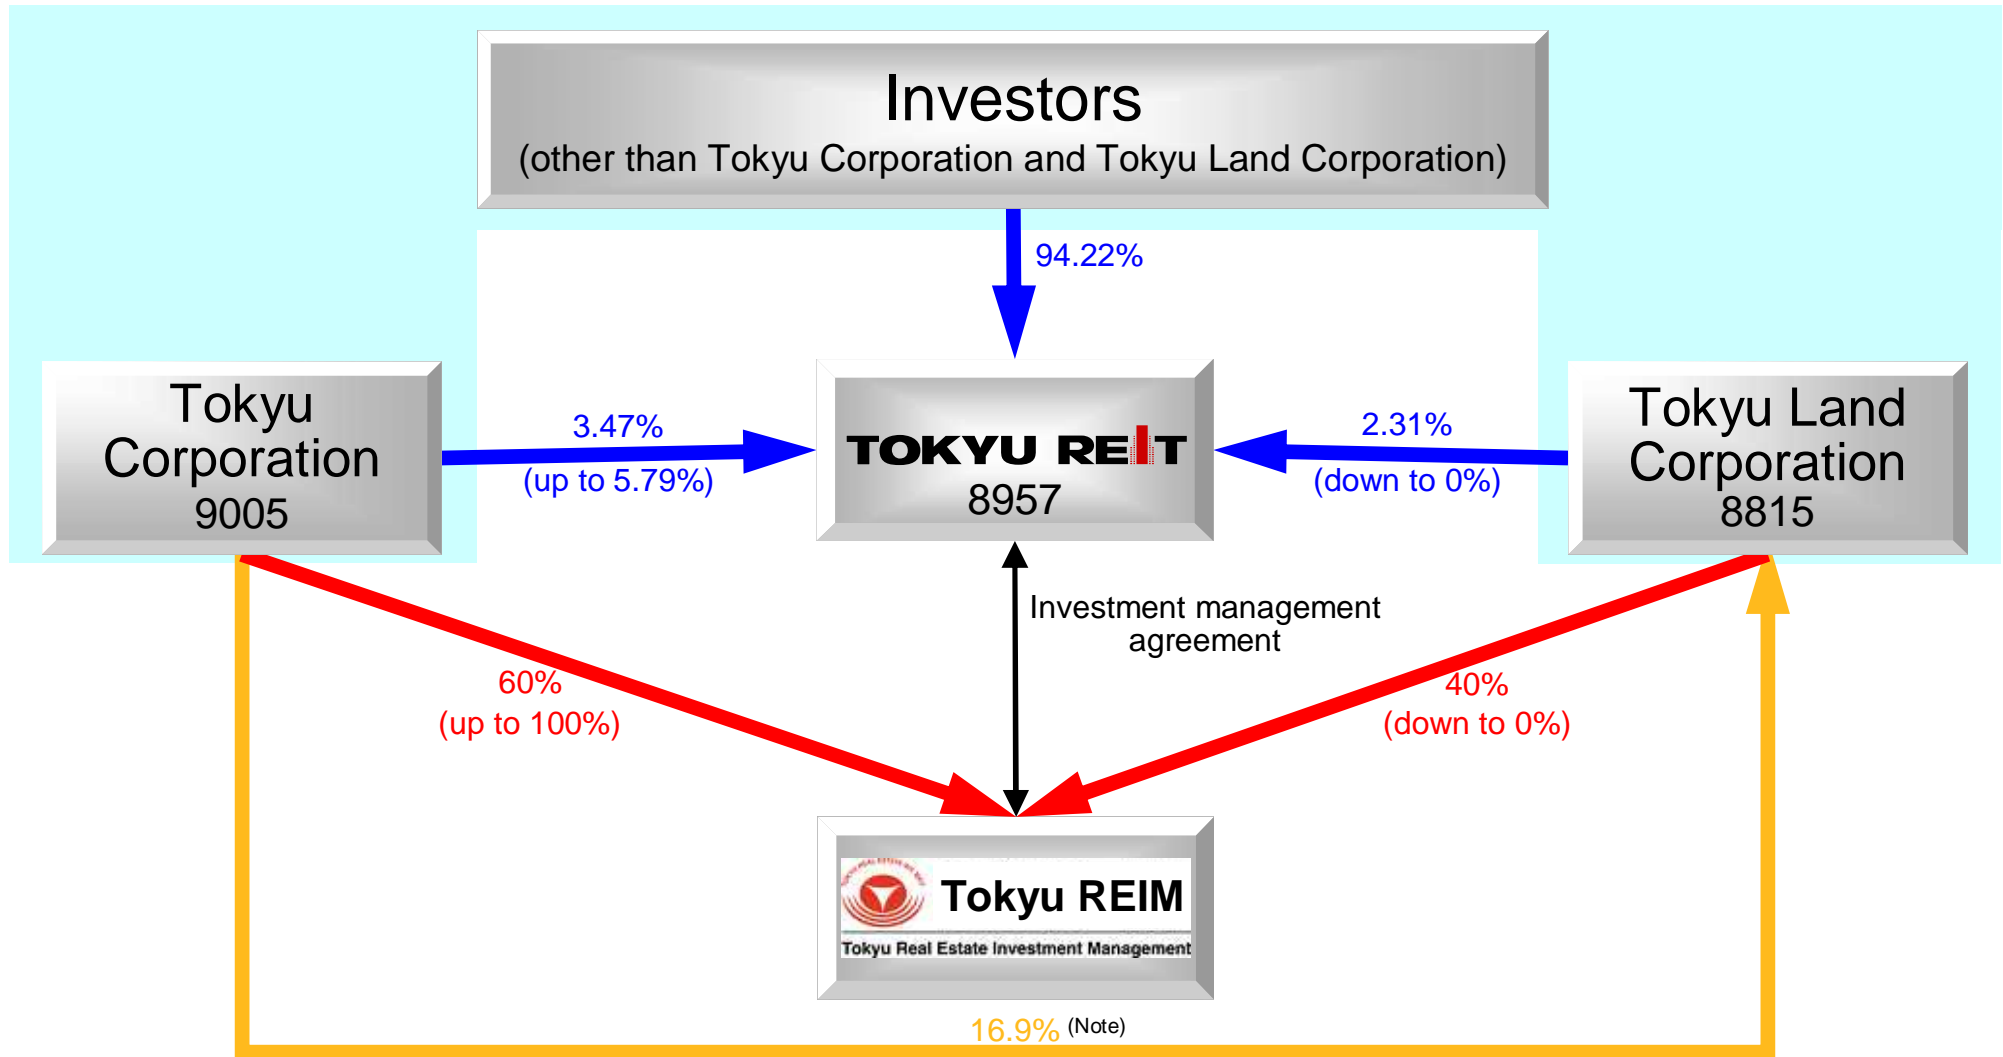 Investors
(other than Tokyu Corporation and Tokyu Land Corporation)
94.22%
Tokyu
Corporation
9005
3.47%
(up to 5.79%)
TOKYU REIT
8957
2.31%
(down to 0%)
Tokyu Land
Corporation
8815
Investment management
agreement
60%
(up to 100%)
40%
(down to 0%)
Tokyu REIM
Tokyu Real Estate Investment Management
16.9% (Note)